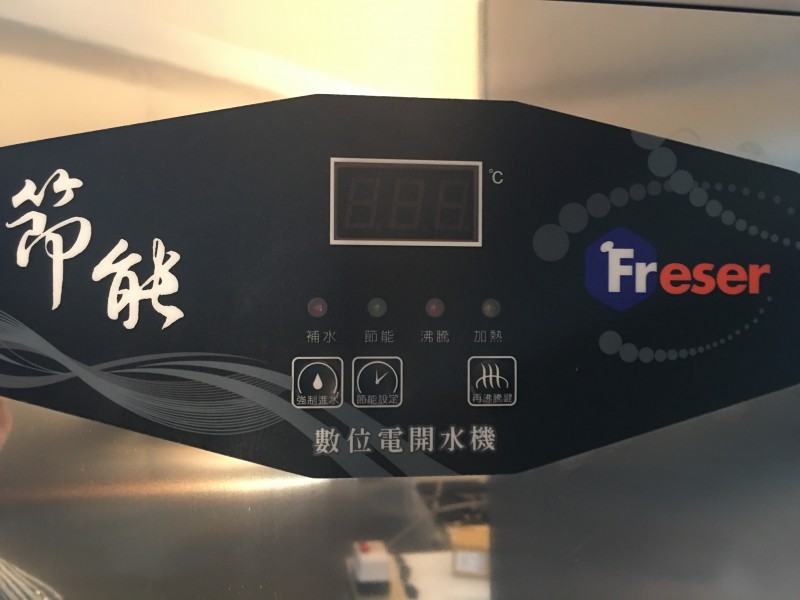 節能
°C
Freser
補水 節能 沸騰 加熱
強制進水 節能設定 再沸騰鍵
數位電開水機